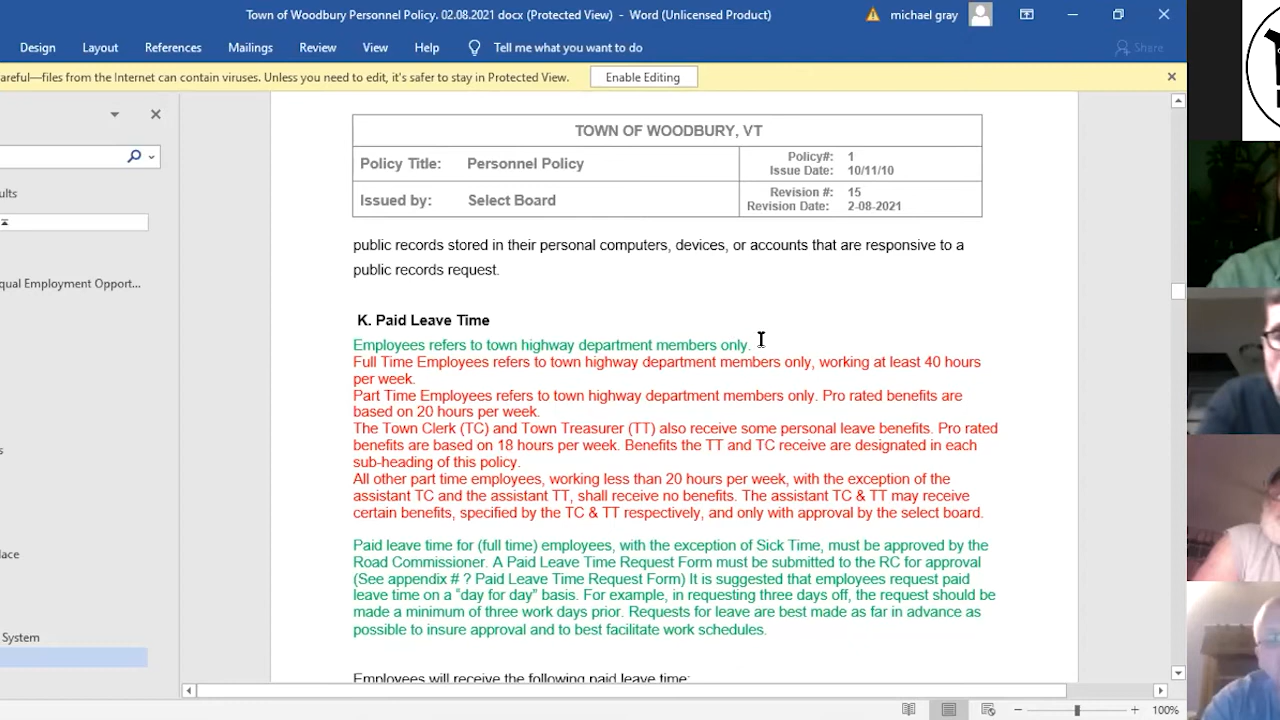 Town of Woodbury Personnel Policy. 02.08.2021 docx (Protected View) - Word (Unlicensed Product)
michael gray
Design Layout References Mailings Review View Help Tell me what you want to do Share
areful—files from the Internet can contain viruses. Unless you need to edit, it's safer to stay in Protected View. Enable Editing
ults
qual Employment Opport...
s
lace
System
TOWN OF WOODBURY, VT
Policy Title: Personnel Policy
Policy#: 1
Issue Date: 10/11/10
Issued by: Select Board
Revision #: 15
Revision Date: 2-08-2021
public records stored in their personal computers, devices, or accounts that are responsive to a
public records request.
K. Paid Leave Time
Employees refers to town highway department members only.
Full Time Employees refers to town highway department members only, working at least 40 hours
per week.
Part Time Employees refers to town highway department members only. Pro rated benefits are
based on 20 hours per week.
The Town Clerk (TC) and Town Treasurer (TT) also receive some personal leave benefits. Pro rated
benefits are based on 18 hours per week. Benefits the TT and TC receive are designated in each
sub-heading of this policy.
All other part time employees, working less than 20 hours per week, with the exception of the
assistant TC and the assistant TT, shall receive no benefits. The assistant TC & TT may receive
certain benefits, specified by the TC & TT respectively, and only with approval by the select board.
Paid leave time for (full time) employees, with the exception of Sick Time, must be approved by the
Road Commissioner. A Paid Leave Time Request Form must be submitted to the RC for approval
(See appendix # ? Paid Leave Time Request Form) It is suggested that employees request paid
leave time on a "day for day" basis. For example, in requesting three days off, the request should be
made a minimum of three work days prior. Requests for leave are best made as far in advance as
possible to insure approval and to best facilitate work schedules.
Employees will receive the following paid leave time:
100%